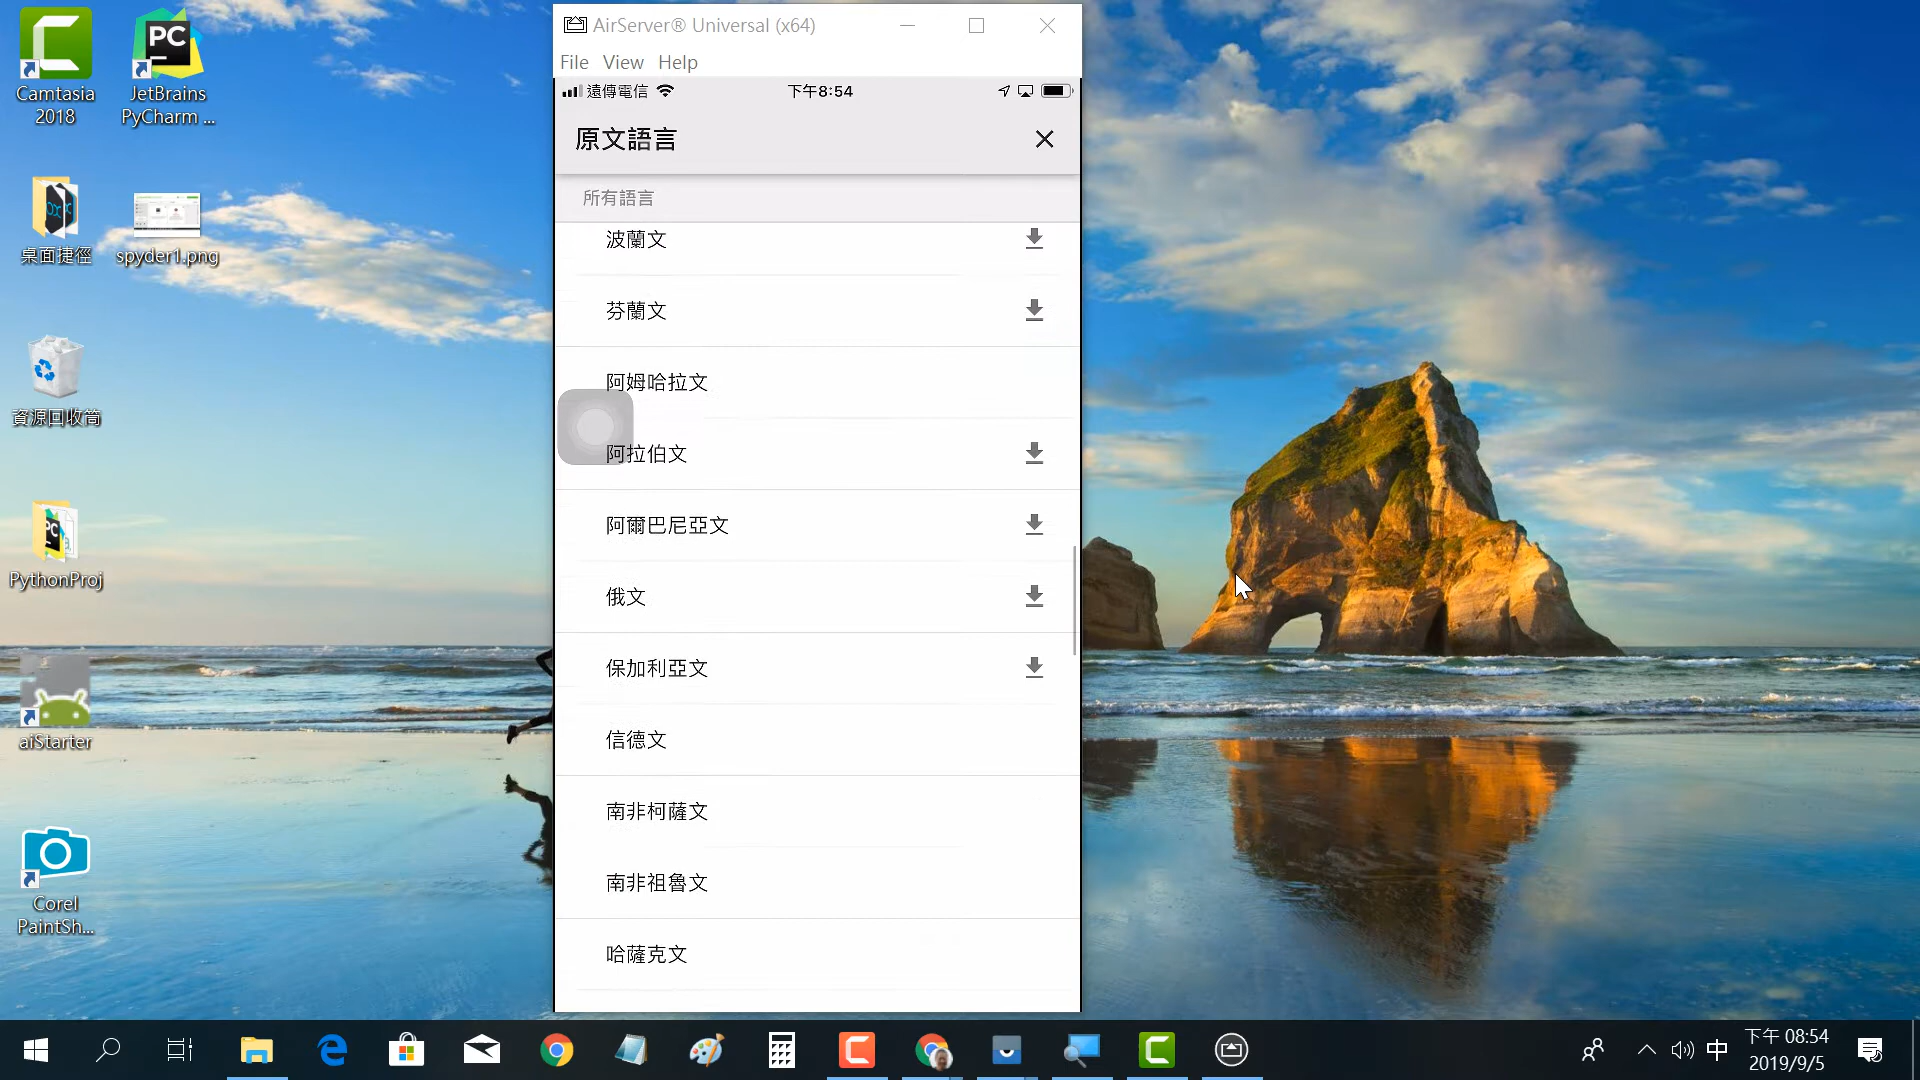 Camtasia
2018
JetBrains
PyCharm ...
桌面捷徑
spyder1.png
資源回收筒
PythonProj
aiStarter
Corel
PaintSh...
AirServer® Universal (x64)
File View Help
遠傳電信 下午8:54
原文語言
所有語言
波蘭文
芬蘭文
阿姆哈拉文
阿拉伯文
阿爾巴尼亞文
俄文
保加利亞文
信德文
南非柯薩文
南非祖魯文
哈薩克文
中
下午 08:54
2019/9/5